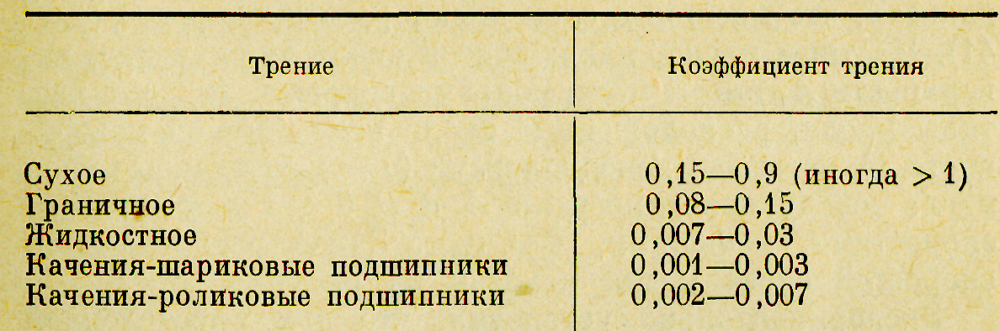 Трение Коэффициент трения
Сухое 0,15—0,9 (иногда > 1)
Граничное 0,08—0,15
Жидкостное 0,007—0,03
Качения-шариковые подшипники 0,001—0,003
Качения-роликовые подшипники 0,002—0,007